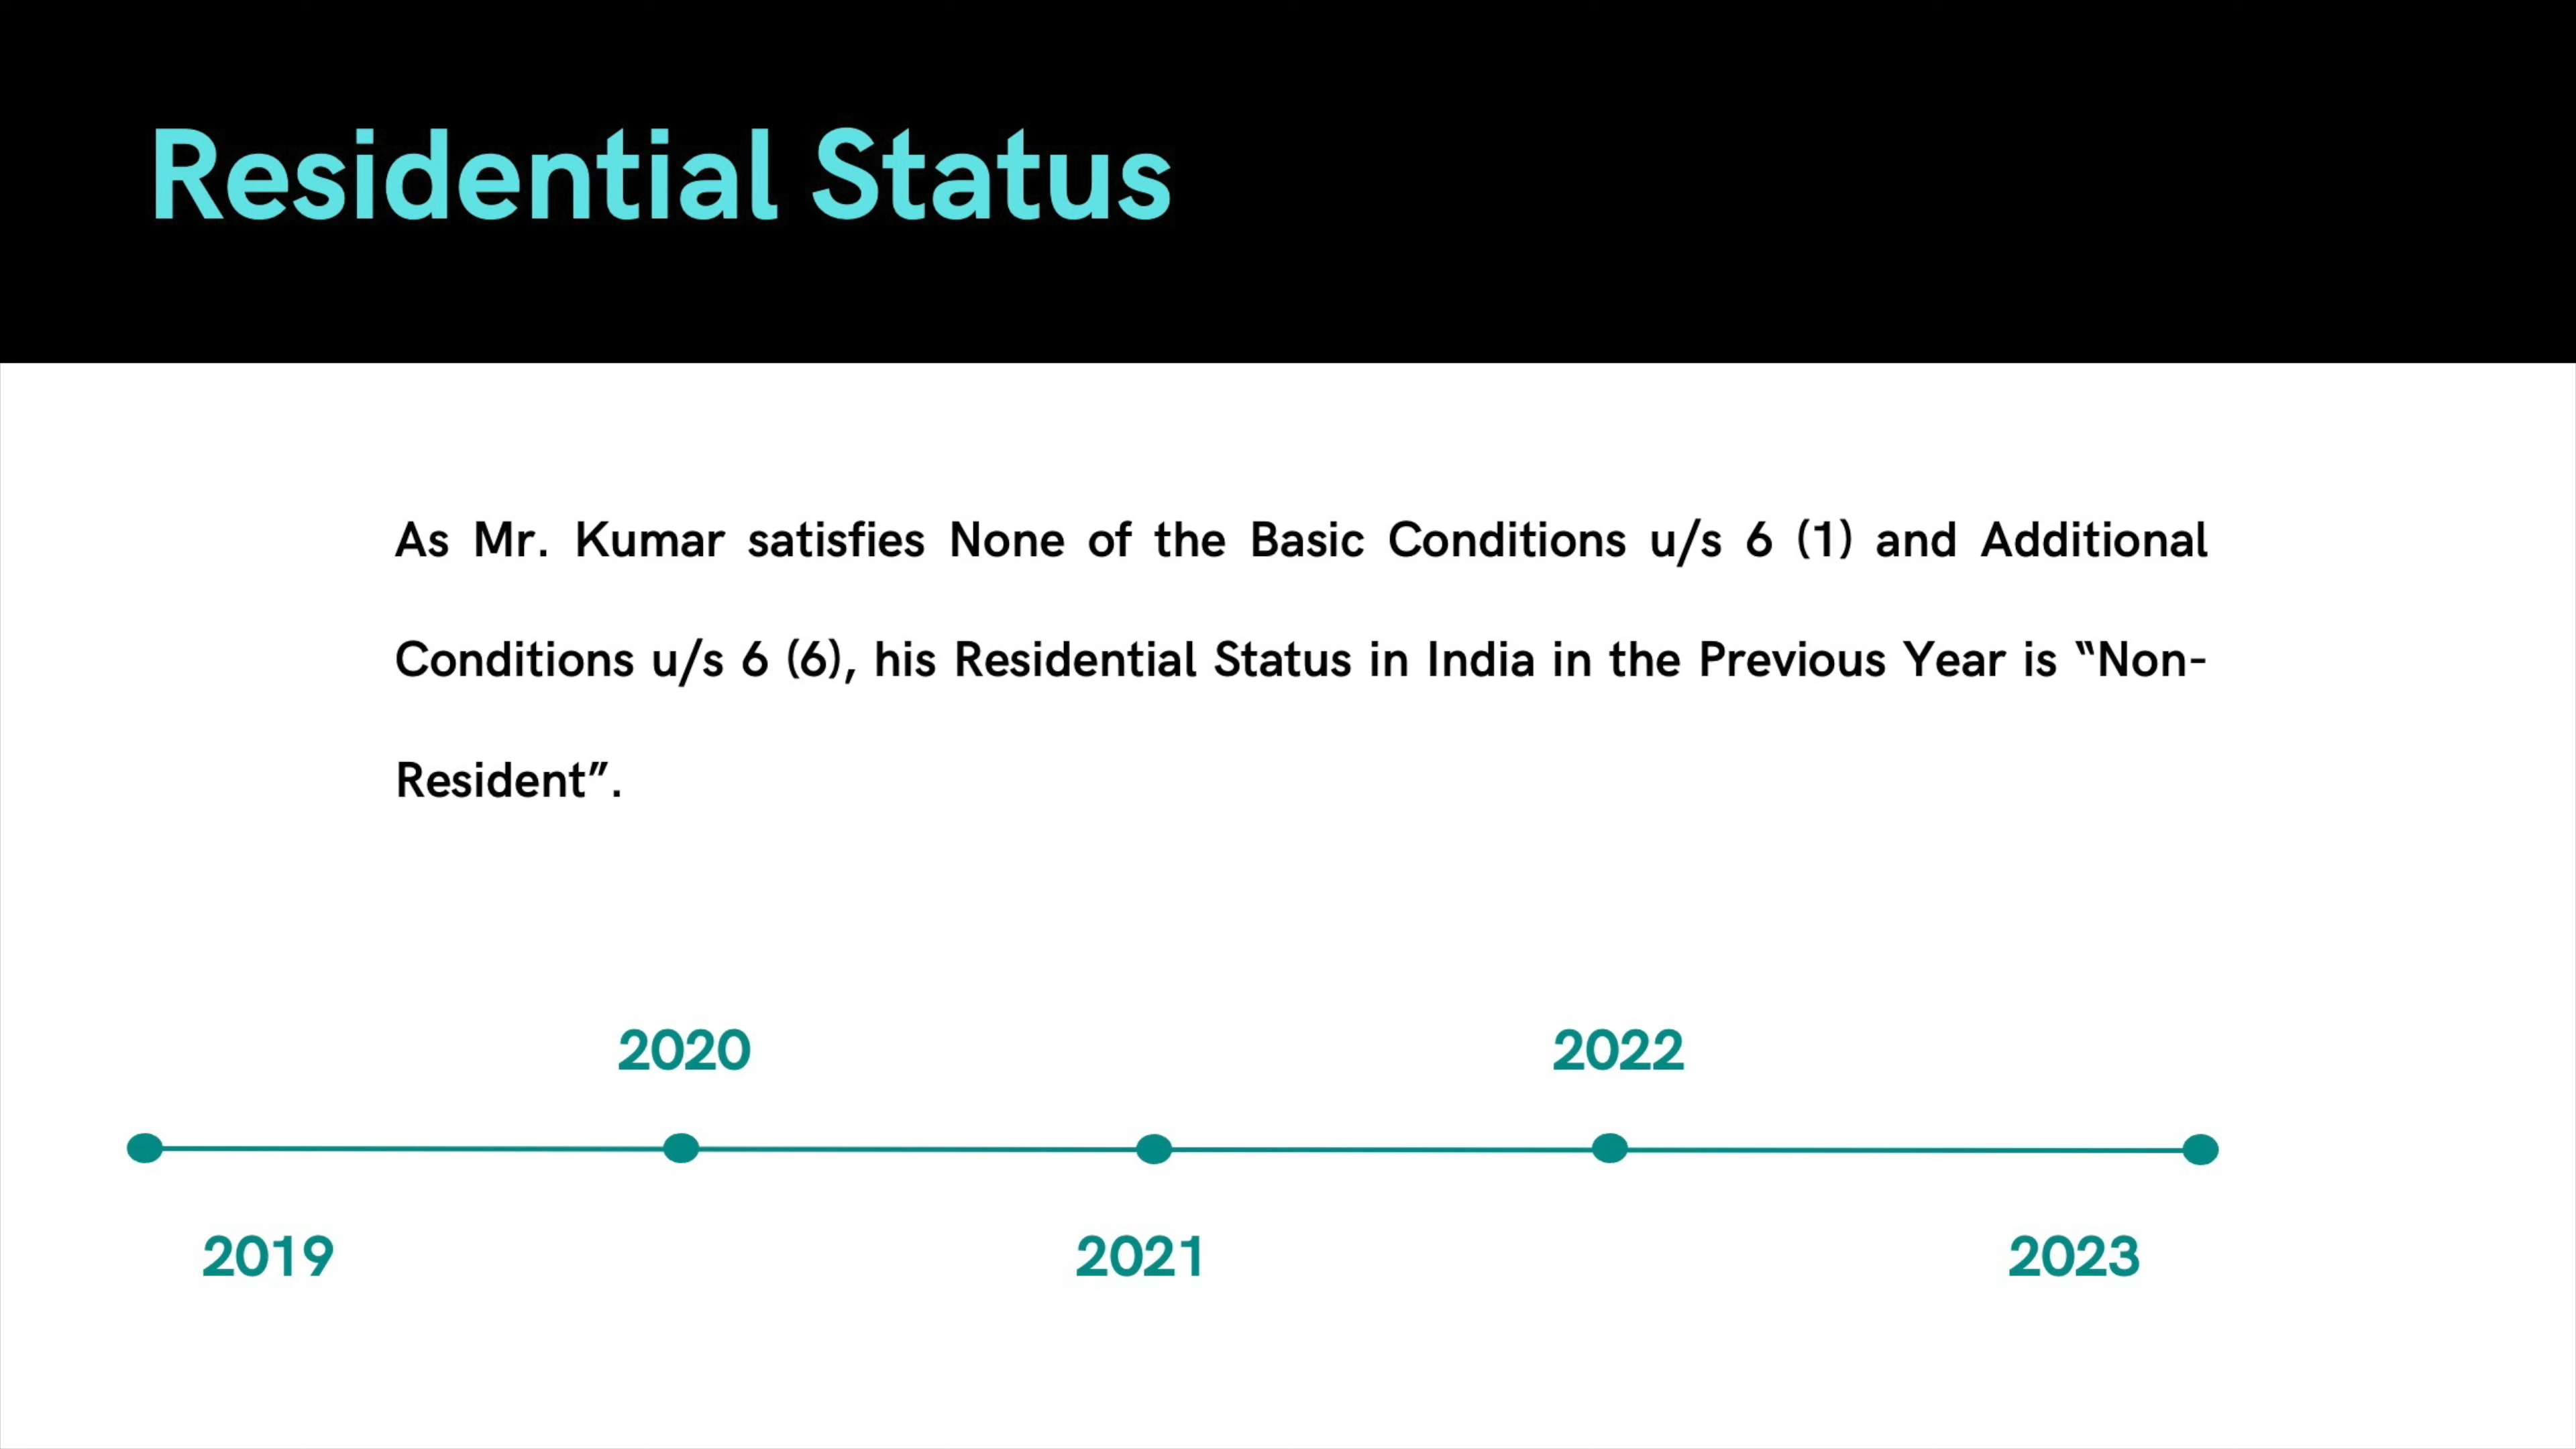 Residential Status
As Mr. Kumar satisfies None of the Basic Conditions u/s 6 (1) and Additional
Conditions u/s 6 (6), his Residential Status in India in the Previous Year is “Non-
Resident”.
2020 2022
2019 2021 2023